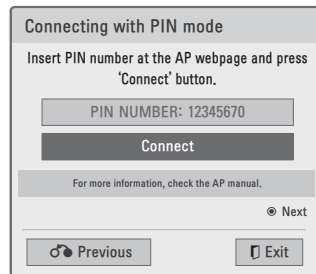 Connecting with PIN mode
Insert PIN number at the AP webpage and press
‘Connect’ button.
PIN NUMBER: 12345670
Connect
For more information, check the AP manual.
Next
Previous
Exit